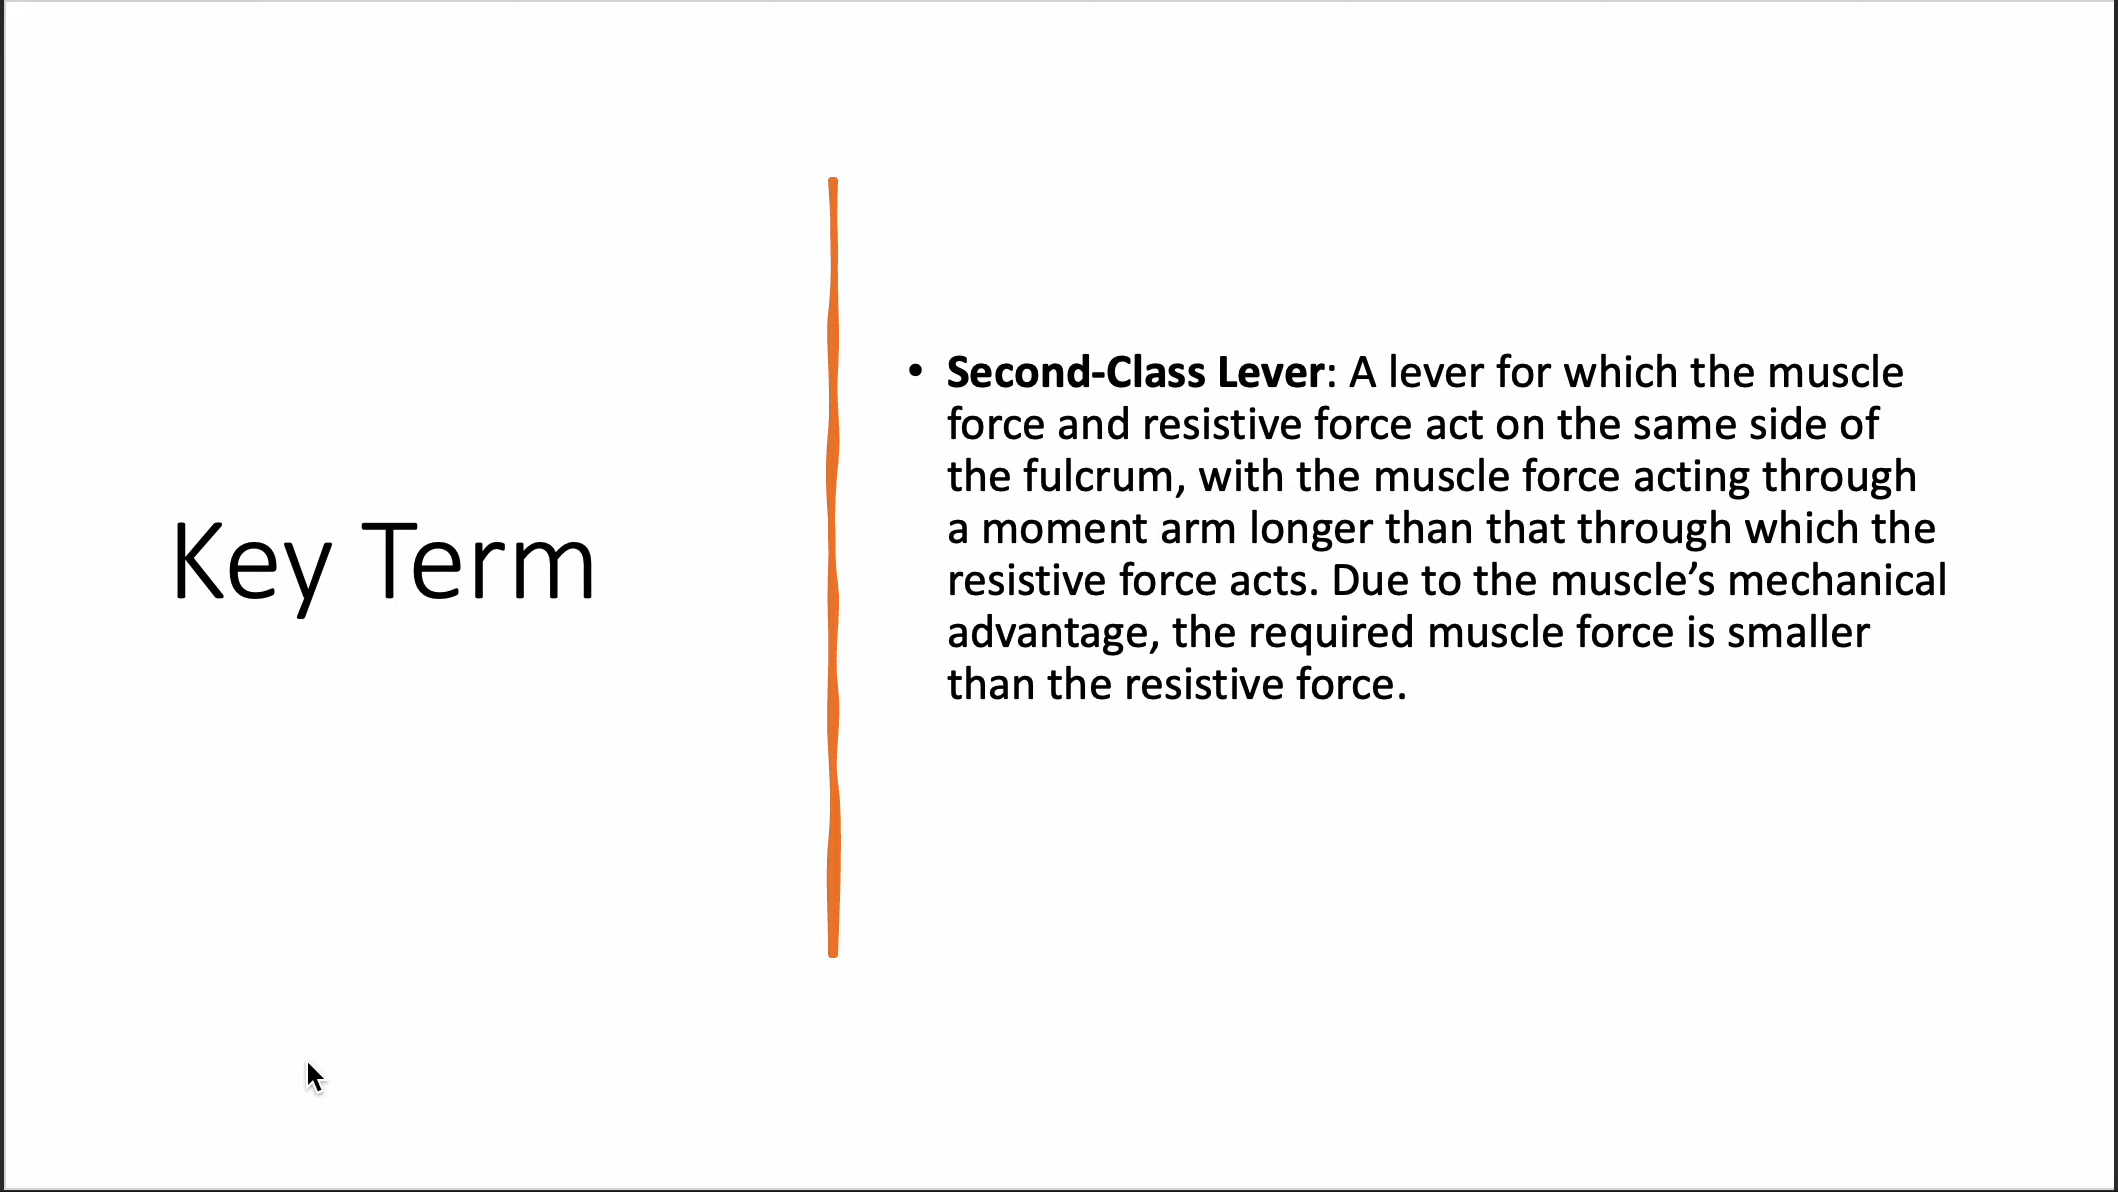 Key Term
• Second-Class Lever: A lever for which the muscle
force and resistive force act on the same side of
the fulcrum, with the muscle force acting through
a moment arm longer than that through which the
resistive force acts. Due to the muscle’s mechanical
advantage, the required muscle force is smaller
than the resistive force.